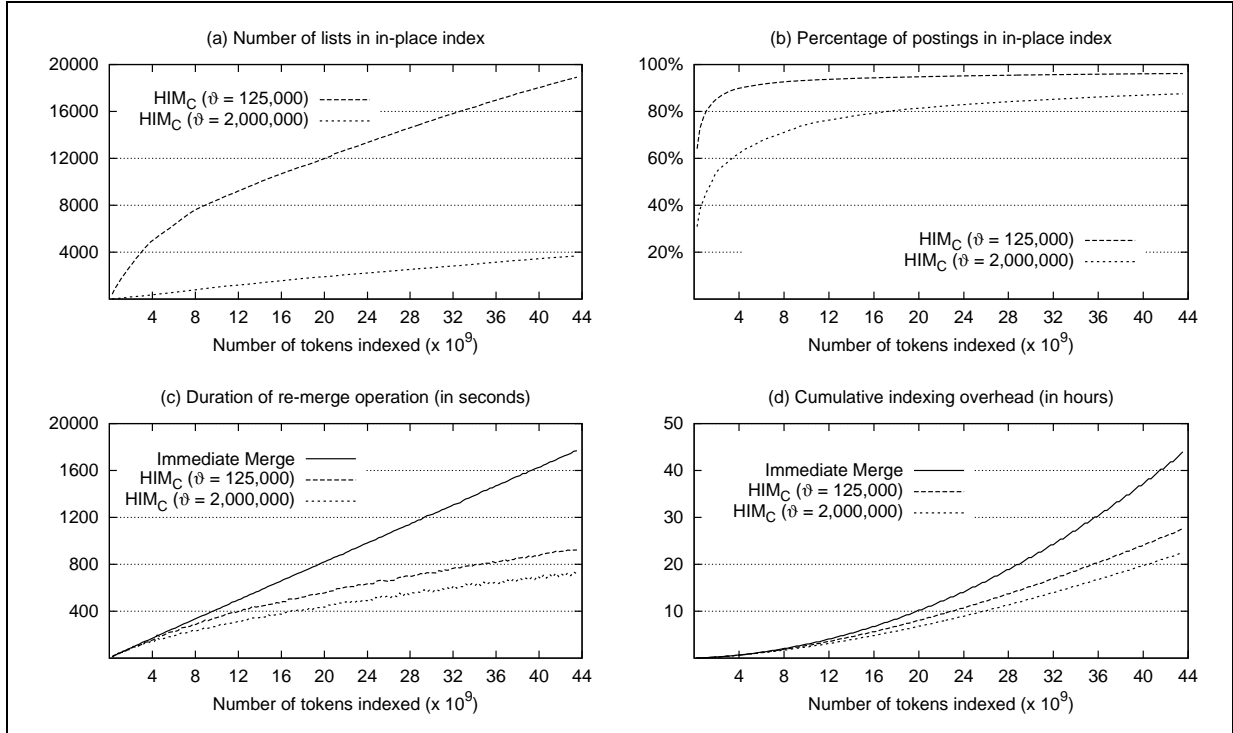 (a) Number of lists in in-place index
20000
16000
12000
8000
4000
HIM_C (ϑ = 125,000)
HIM_C (ϑ = 2,000,000)
4 8 12 16 20 24 28 32 36 40 44
Number of tokens indexed (x 10^9)
(b) Percentage of postings in in-place index
100%
80%
60%
40%
20%
HIM_C (ϑ = 125,000)
HIM_C (ϑ = 2,000,000)
4 8 12 16 20 24 28 32 36 40 44
Number of tokens indexed (x 10^9)
(c) Duration of re-merge operation (in seconds)
20000
1600
1200
800
400
Immediate Merge
HIM_C (ϑ = 125,000)
HIM_C (ϑ = 2,000,000)
4 8 12 16 20 24 28 32 36 40 44
Number of tokens indexed (x 10^9)
(d) Cumulative indexing overhead (in hours)
50
40
30
20
10
Immediate Merge
HIM_C (ϑ = 125,000)
HIM_C (ϑ = 2,000,000)
4 8 12 16 20 24 28 32 36 40 44
Number of tokens indexed (x 10^9)